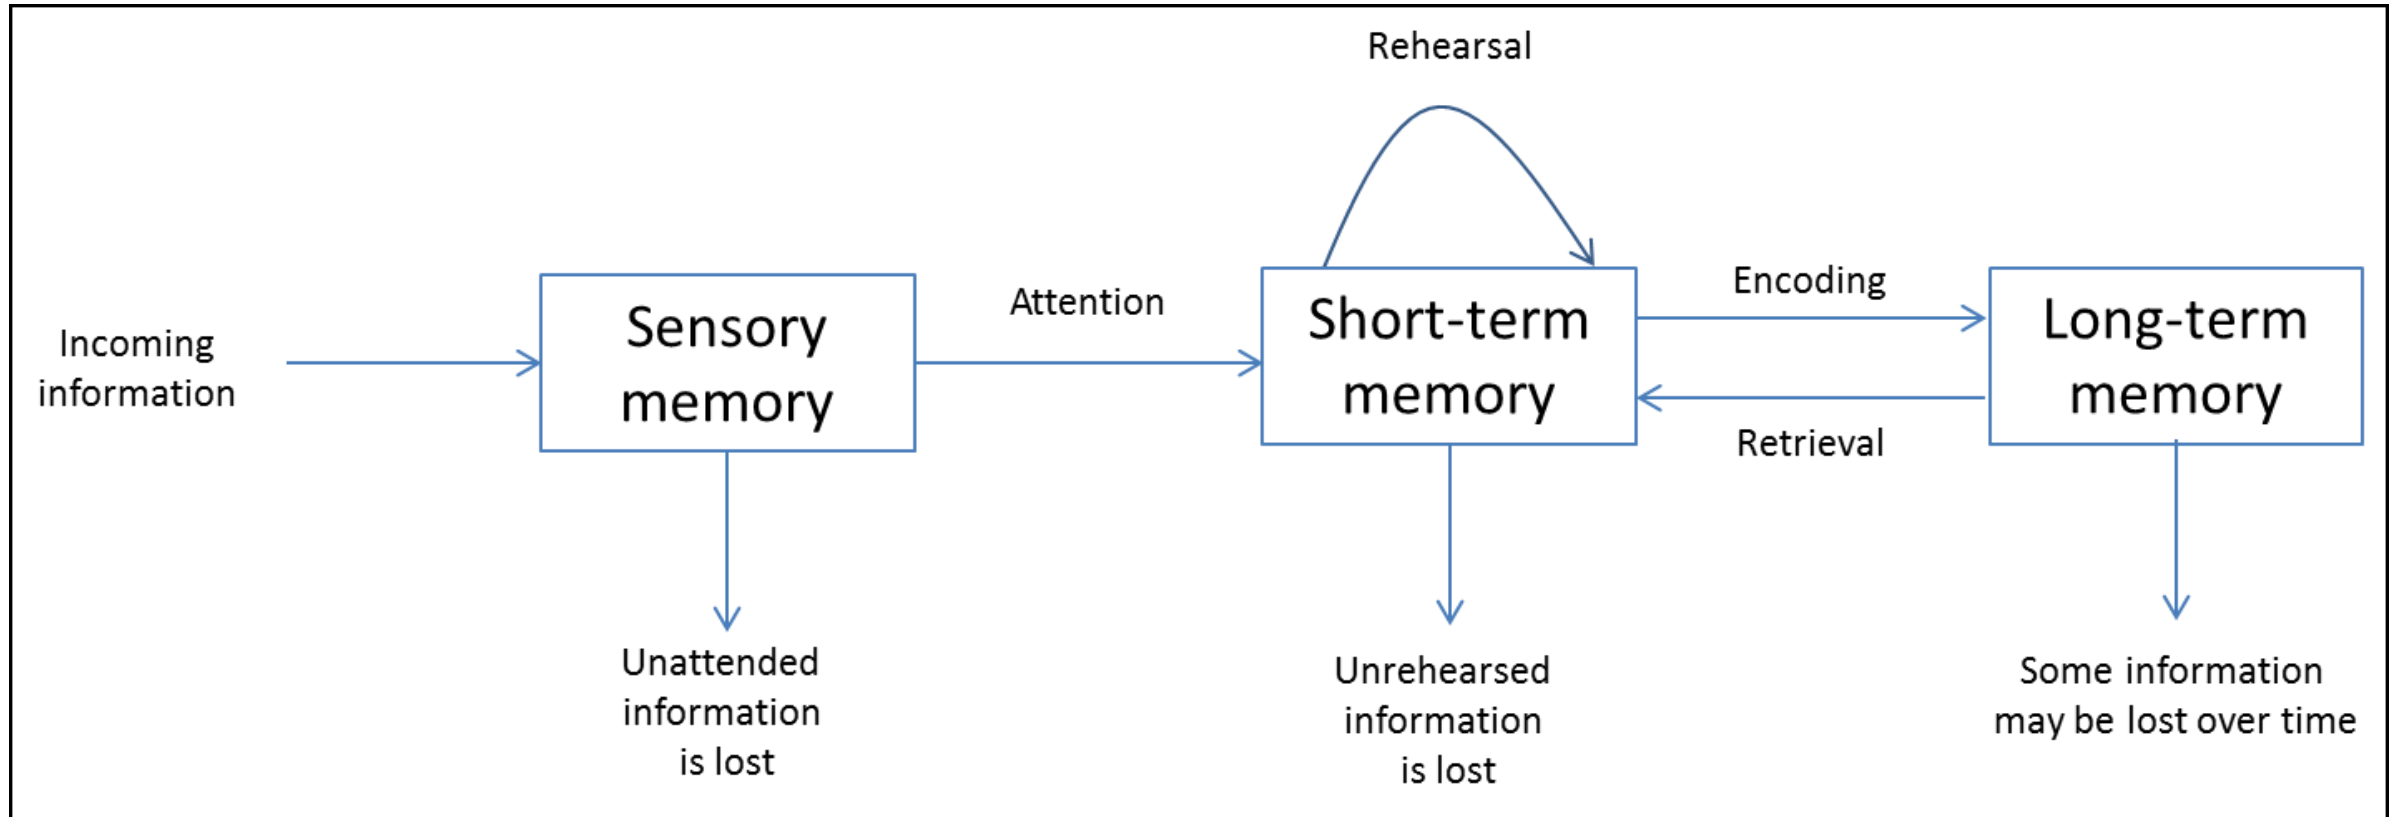 Rehearsal
Incoming
information
Sensory
memory
Attention
Short-term
memory
Encoding
Retrieval
Long-term
memory
Unattended
information
is lost
Unrehearsed
information
is lost
Some information
may be lost over time